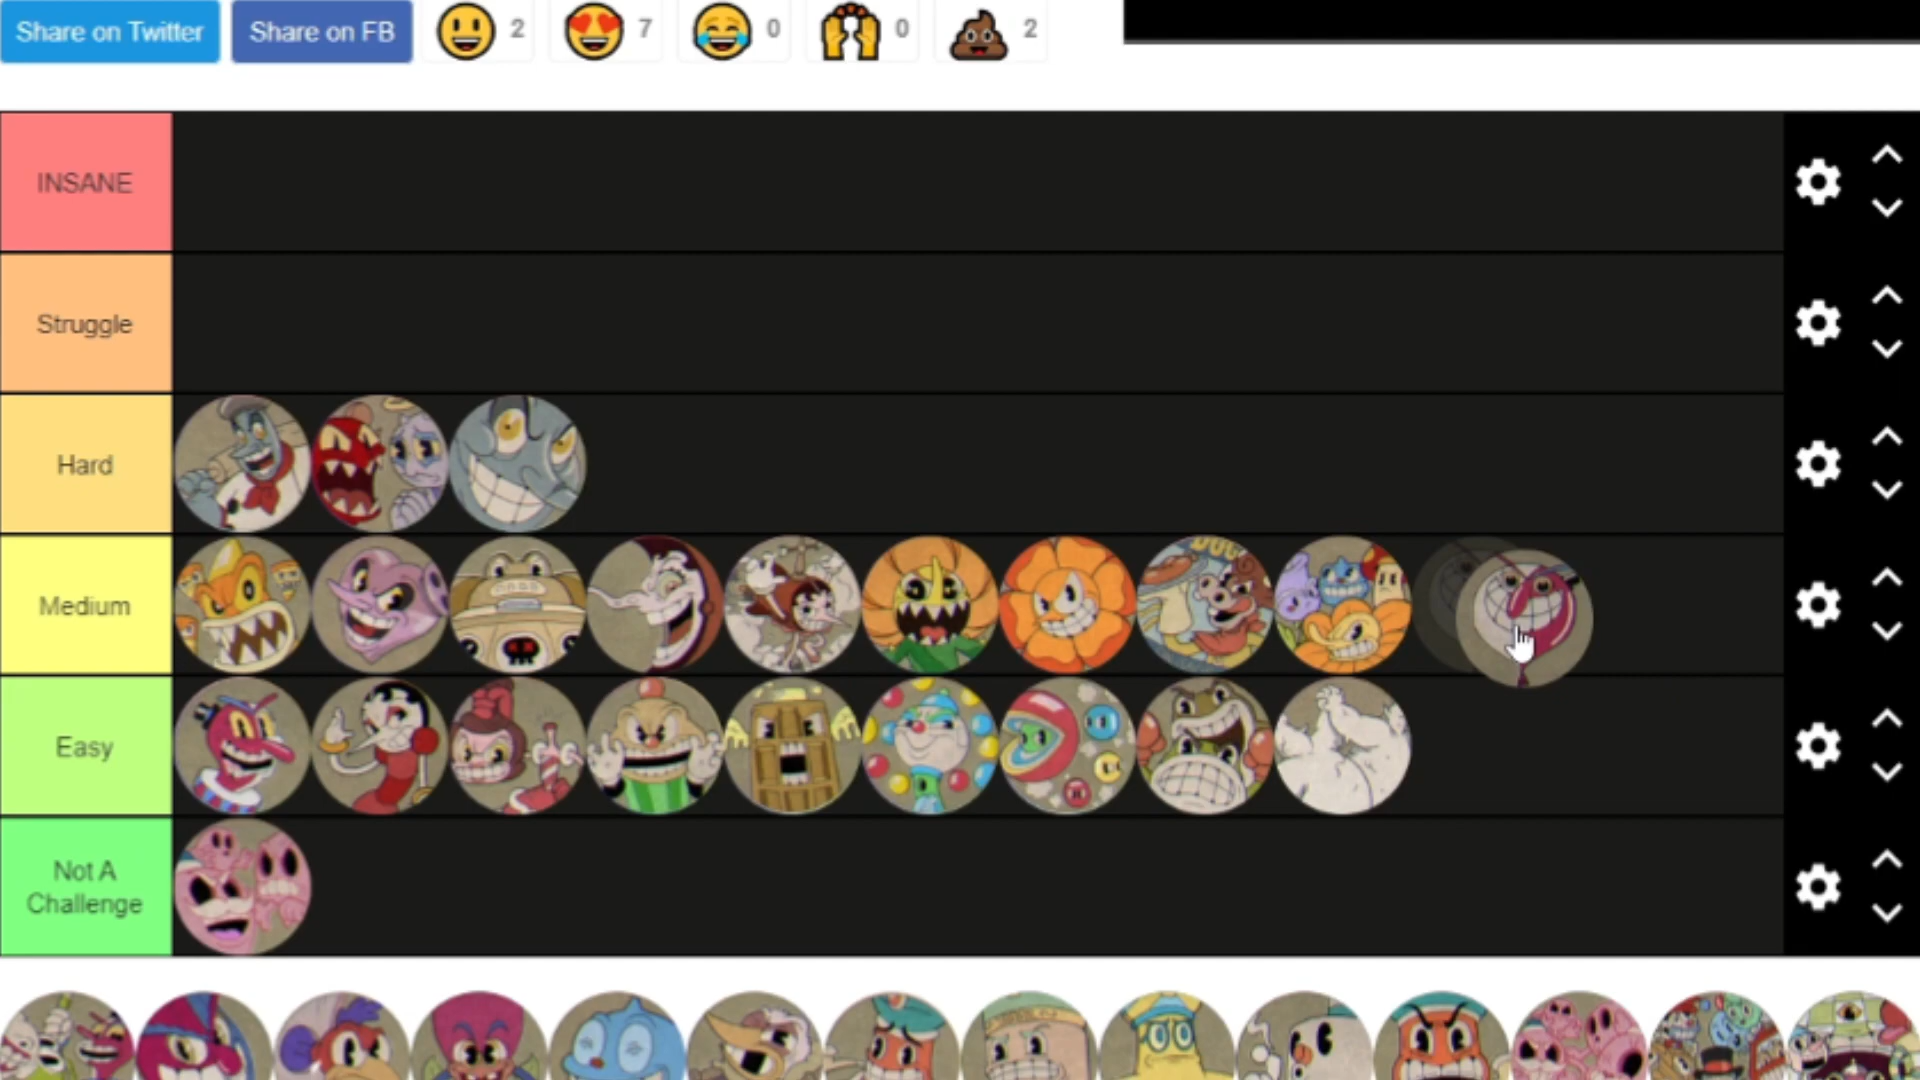 Share on Twitter
Share on FB
2
7
0
0
2
INSANE
Struggle
Hard
Medium
Easy
Not A
Challenge